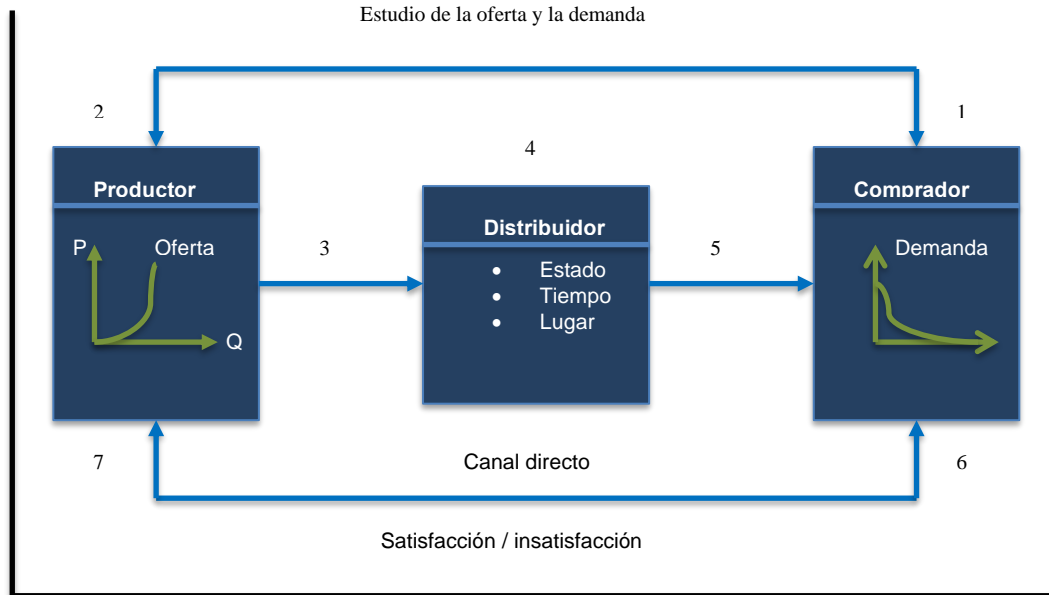 Estudio de la oferta y la demanda
2
1
4
Productor
Comprador
Distribuidor
P
Oferta
3
5
Demanda
• Estado
• Tiempo
• Lugar
Q
7
Canal directo
6
Satisfacción / insatisfacción